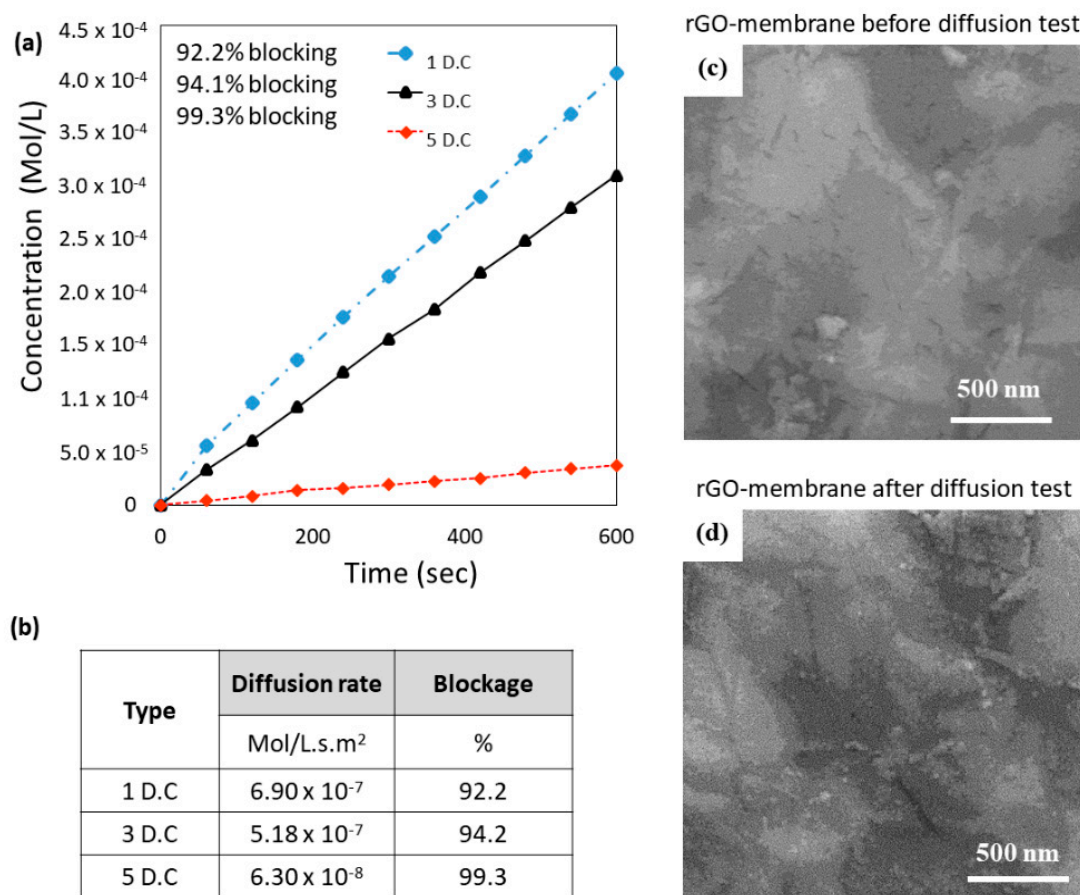 (a)
4.5 x 10⁻⁴
4.0 x 10⁻⁴
3.5 x 10⁻⁴
3.0 x 10⁻⁴
2.5 x 10⁻⁴
2.0 x 10⁻⁴
1.5 x 10⁻⁴
1.1 x 10⁻⁴
5.0 x 10⁻⁵
0
Concentration (Mol/L)
92.2% blocking
94.1% blocking
99.3% blocking
1 D.C
3 D.C
5 D.C
0 200 400 600
Time (sec)
(b)
Type Diffusion rate Blockage
Mol/L.s.m² %
1 D.C 6.90 x 10⁻⁷ 92.2
3 D.C 5.18 x 10⁻⁷ 94.2
5 D.C 6.30 x 10⁻⁸ 99.3
rGO-membrane before diffusion test
(c)
500 nm
rGO-membrane after diffusion test
(d)
500 nm